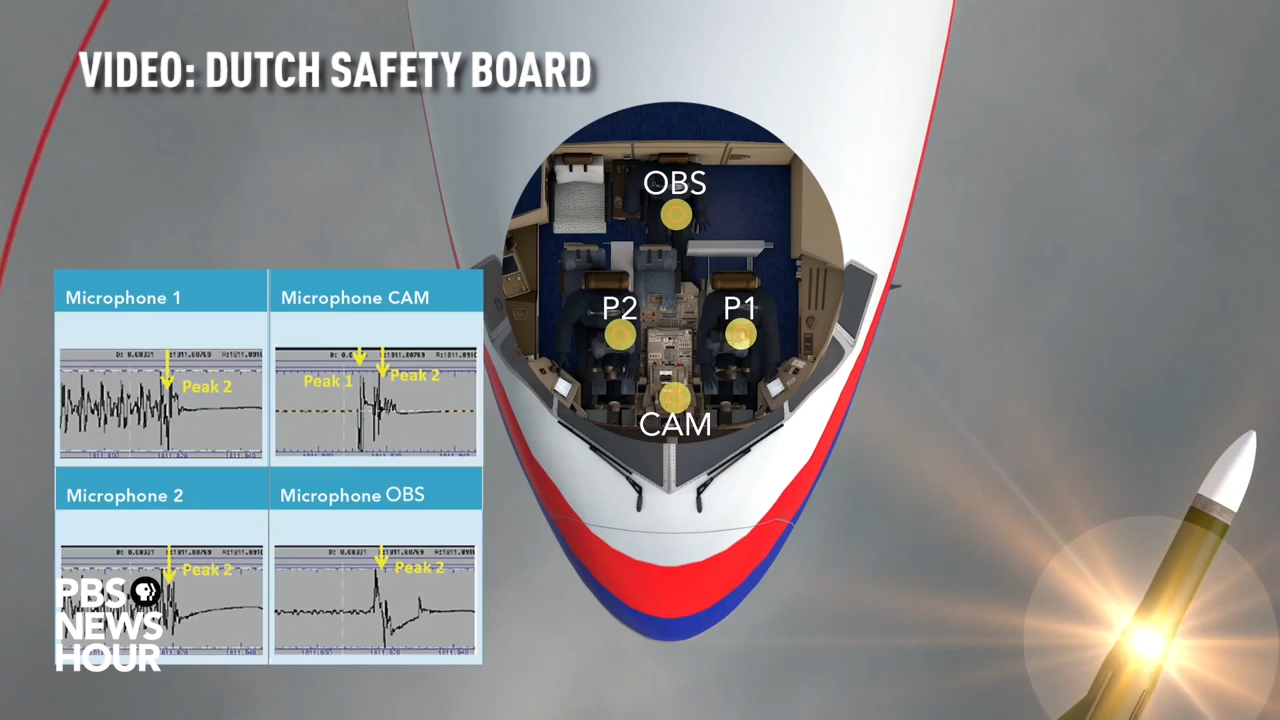 VIDEO: DUTCH SAFETY BOARD
OBS
P2
P1
CAM
Microphone 1
Peak 2
Microphone CAM
Peak 1
Peak 2
Microphone 2
Peak 2
Microphone OBS
Peak 2
PBS
NEWS
HOUR